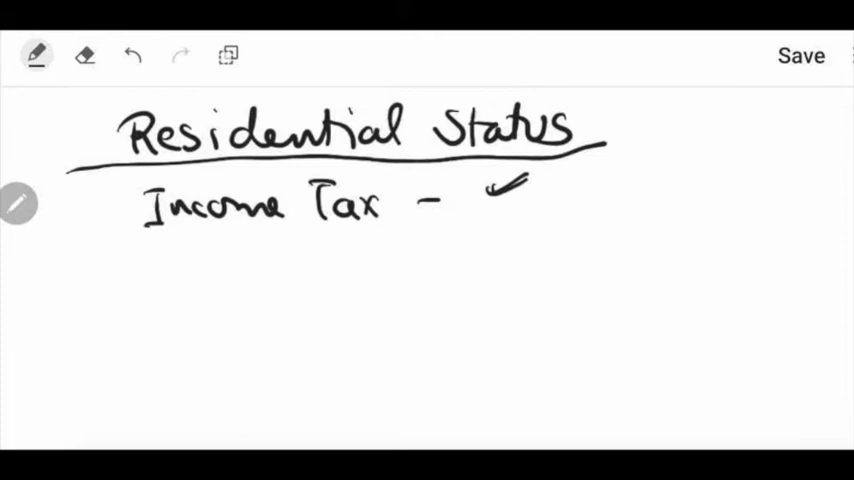 Save
Residential Status
Income Tax - ✓